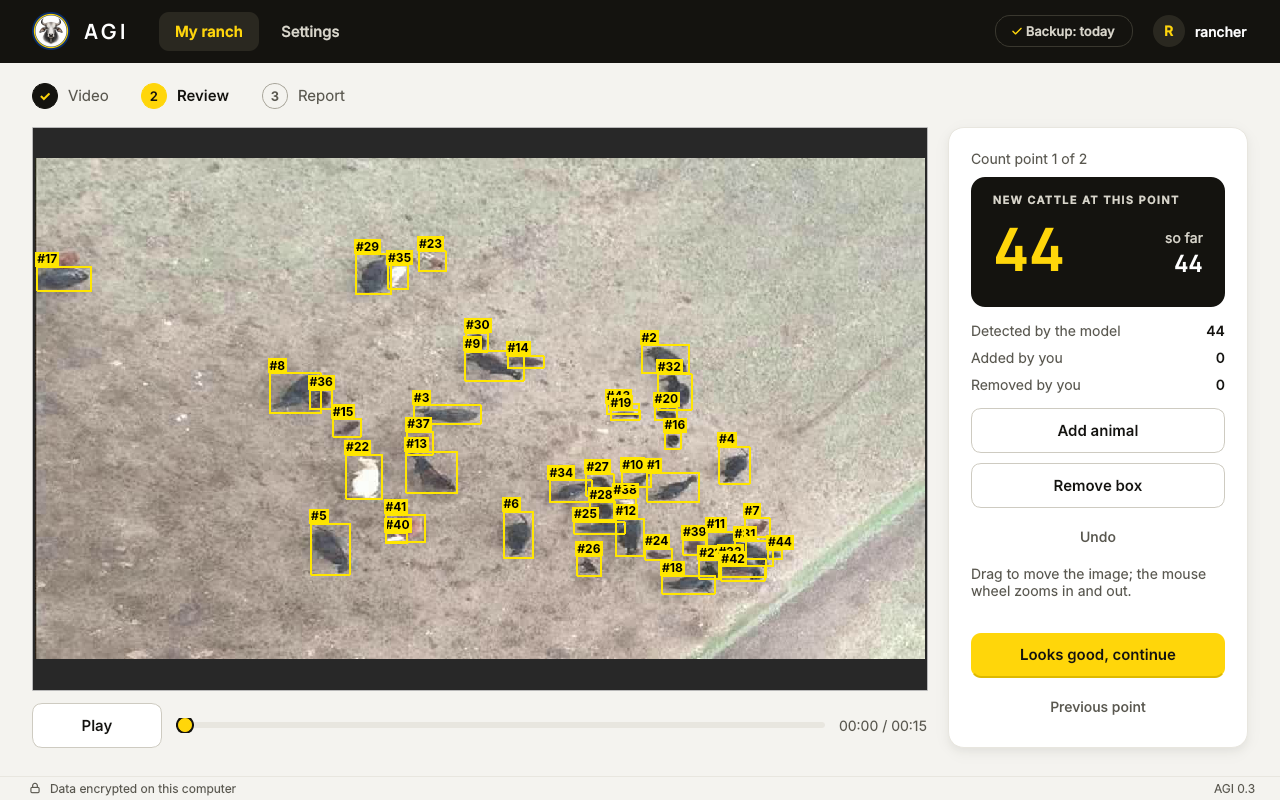 AGI
My ranch
Settings
Backup: today
R
rancher
Video
2
Review
3
Report
#17
#29
#35
#23
#30
#9
#14
#2
#32
#8
#36
#15
#3
#37
#13
#19
#20
#16
#22
#4
#34
#27
#10
#1
#28
#38
#41
#40
#5
#6
#25
#12
#26
#24
#39
#11
#7
#31
#44
#42
#18
Count point 1 of 2
NEW CATTLE AT THIS POINT
44
so far
44
Detected by the model
44
Added by you
0
Removed by you
0
Add animal
Remove box
Undo
Drag to move the image; the mouse
wheel zooms in and out.
Looks good, continue
Previous point
Play
00:00 / 00:15
Data encrypted on this computer
AGI 0.3